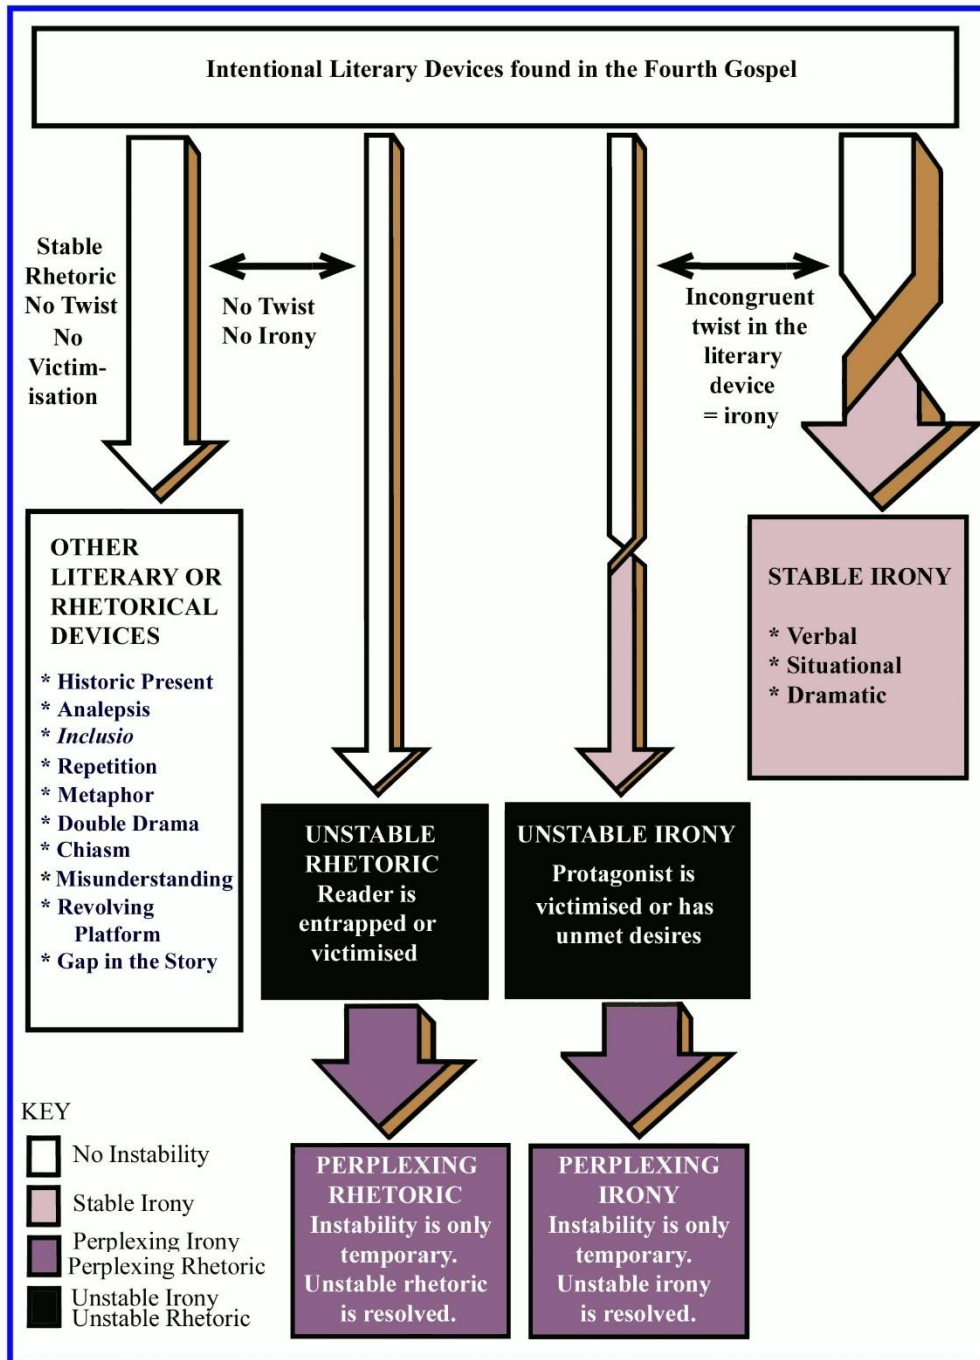 Intentional Literary Devices found in the Fourth Gospel
Stable
Rhetoric
No Twist
No
Victim-
isation
No Twist
No Irony
Incongruent
twist in the
literary
device
= irony
OTHER
LITERARY OR
RHETORICAL
DEVICES
* Historic Present
* Analepsis
* Inclusio
* Repetition
* Metaphor
* Double Drama
* Chiasm
* Misunderstanding
* Revolving
Platform
* Gap in the Story
STABLE IRONY
* Verbal
* Situational
* Dramatic
UNSTABLE
RHETORIC
Reader is
entrapped or
victimised
UNSTABLE IRONY
Protagonist is
victimised or has
unmet desires
PERPLEXING
RHETORIC
Instability is only
temporary.
Unstable rhetoric
is resolved.
PERPLEXING
IRONY
Instability is only
temporary.
Unstable irony
is resolved.
KEY
No Instability
Stable Irony
Perplexing Irony
Perplexing Rhetoric
Unstable Irony
Unstable Rhetoric